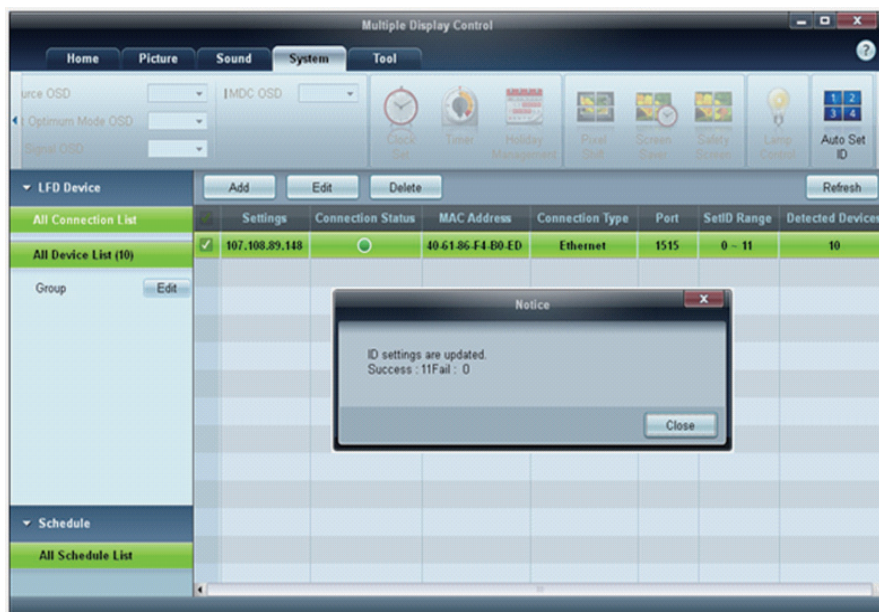 Multiple Display Control
Home Picture Sound System Tool
?
urce OSD
MDC OSD
Optimum Mode OSD
Signal OSD
Clock Set
Timer
Holiday Management
Pixel Shift
Screen Saver
Safety Screen
Lamp Control
1 2
3 4
Auto Set ID
LFD Device
Add Edit Delete Refresh
All Connection List
Settings Connection Status MAC Address Connection Type Port SetID Range Detected Devices
All Device List (10)
107.108.89.148 40-61-86-F4-B0-ED Ethernet 1515 0 ~ 11 10
Group Edit
Notice
ID settings are updated.
Success : 11Fail : 0
Close
Schedule
All Schedule List